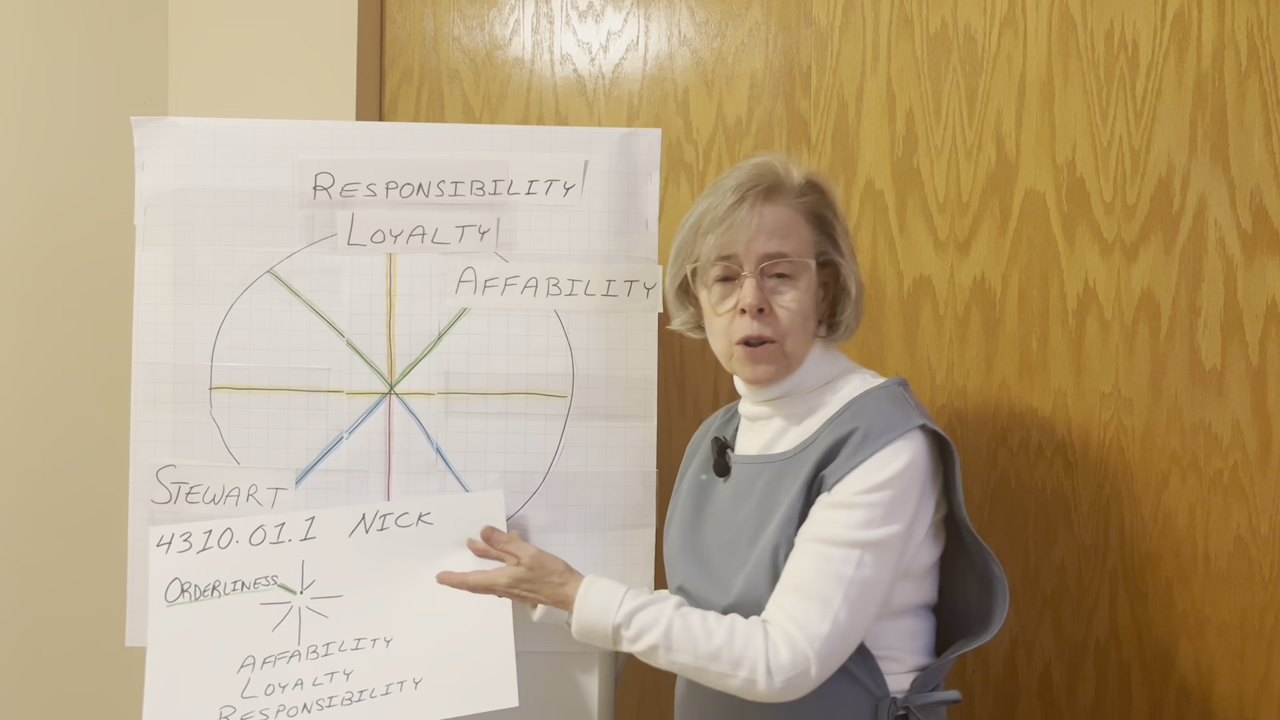 RESPONSIBILITY
LOYALTY
AFFABILITY
STEWART
4310.01.1 NICK
ORDERLINESS
AFFABILITY
LOYALTY
RESPONSIBILITY